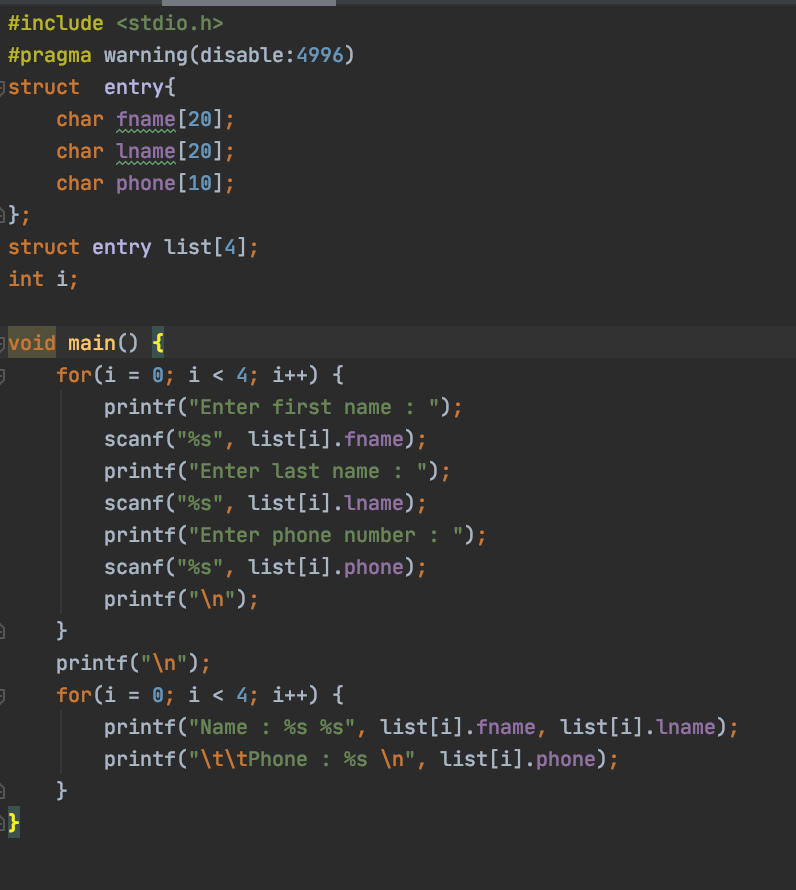 #include <stdio.h>
#pragma warning(disable:4996)
struct  entry{
    char fname[20];
    char lname[20];
    char phone[10];
};
struct entry list[4];
int i;

void main() {
    for(i = 0; i < 4; i++) {
        printf("Enter first name : ");
        scanf("%s", list[i].fname);
        printf("Enter last name : ");
        scanf("%s", list[i].lname);
        printf("Enter phone number : ");
        scanf("%s", list[i].phone);
        printf("\n");
    }
    printf("\n");
    for(i = 0; i < 4; i++) {
        printf("Name : %s %s", list[i].fname, list[i].lname);
        printf("\t\tPhone : %s \n", list[i].phone);
    }
}